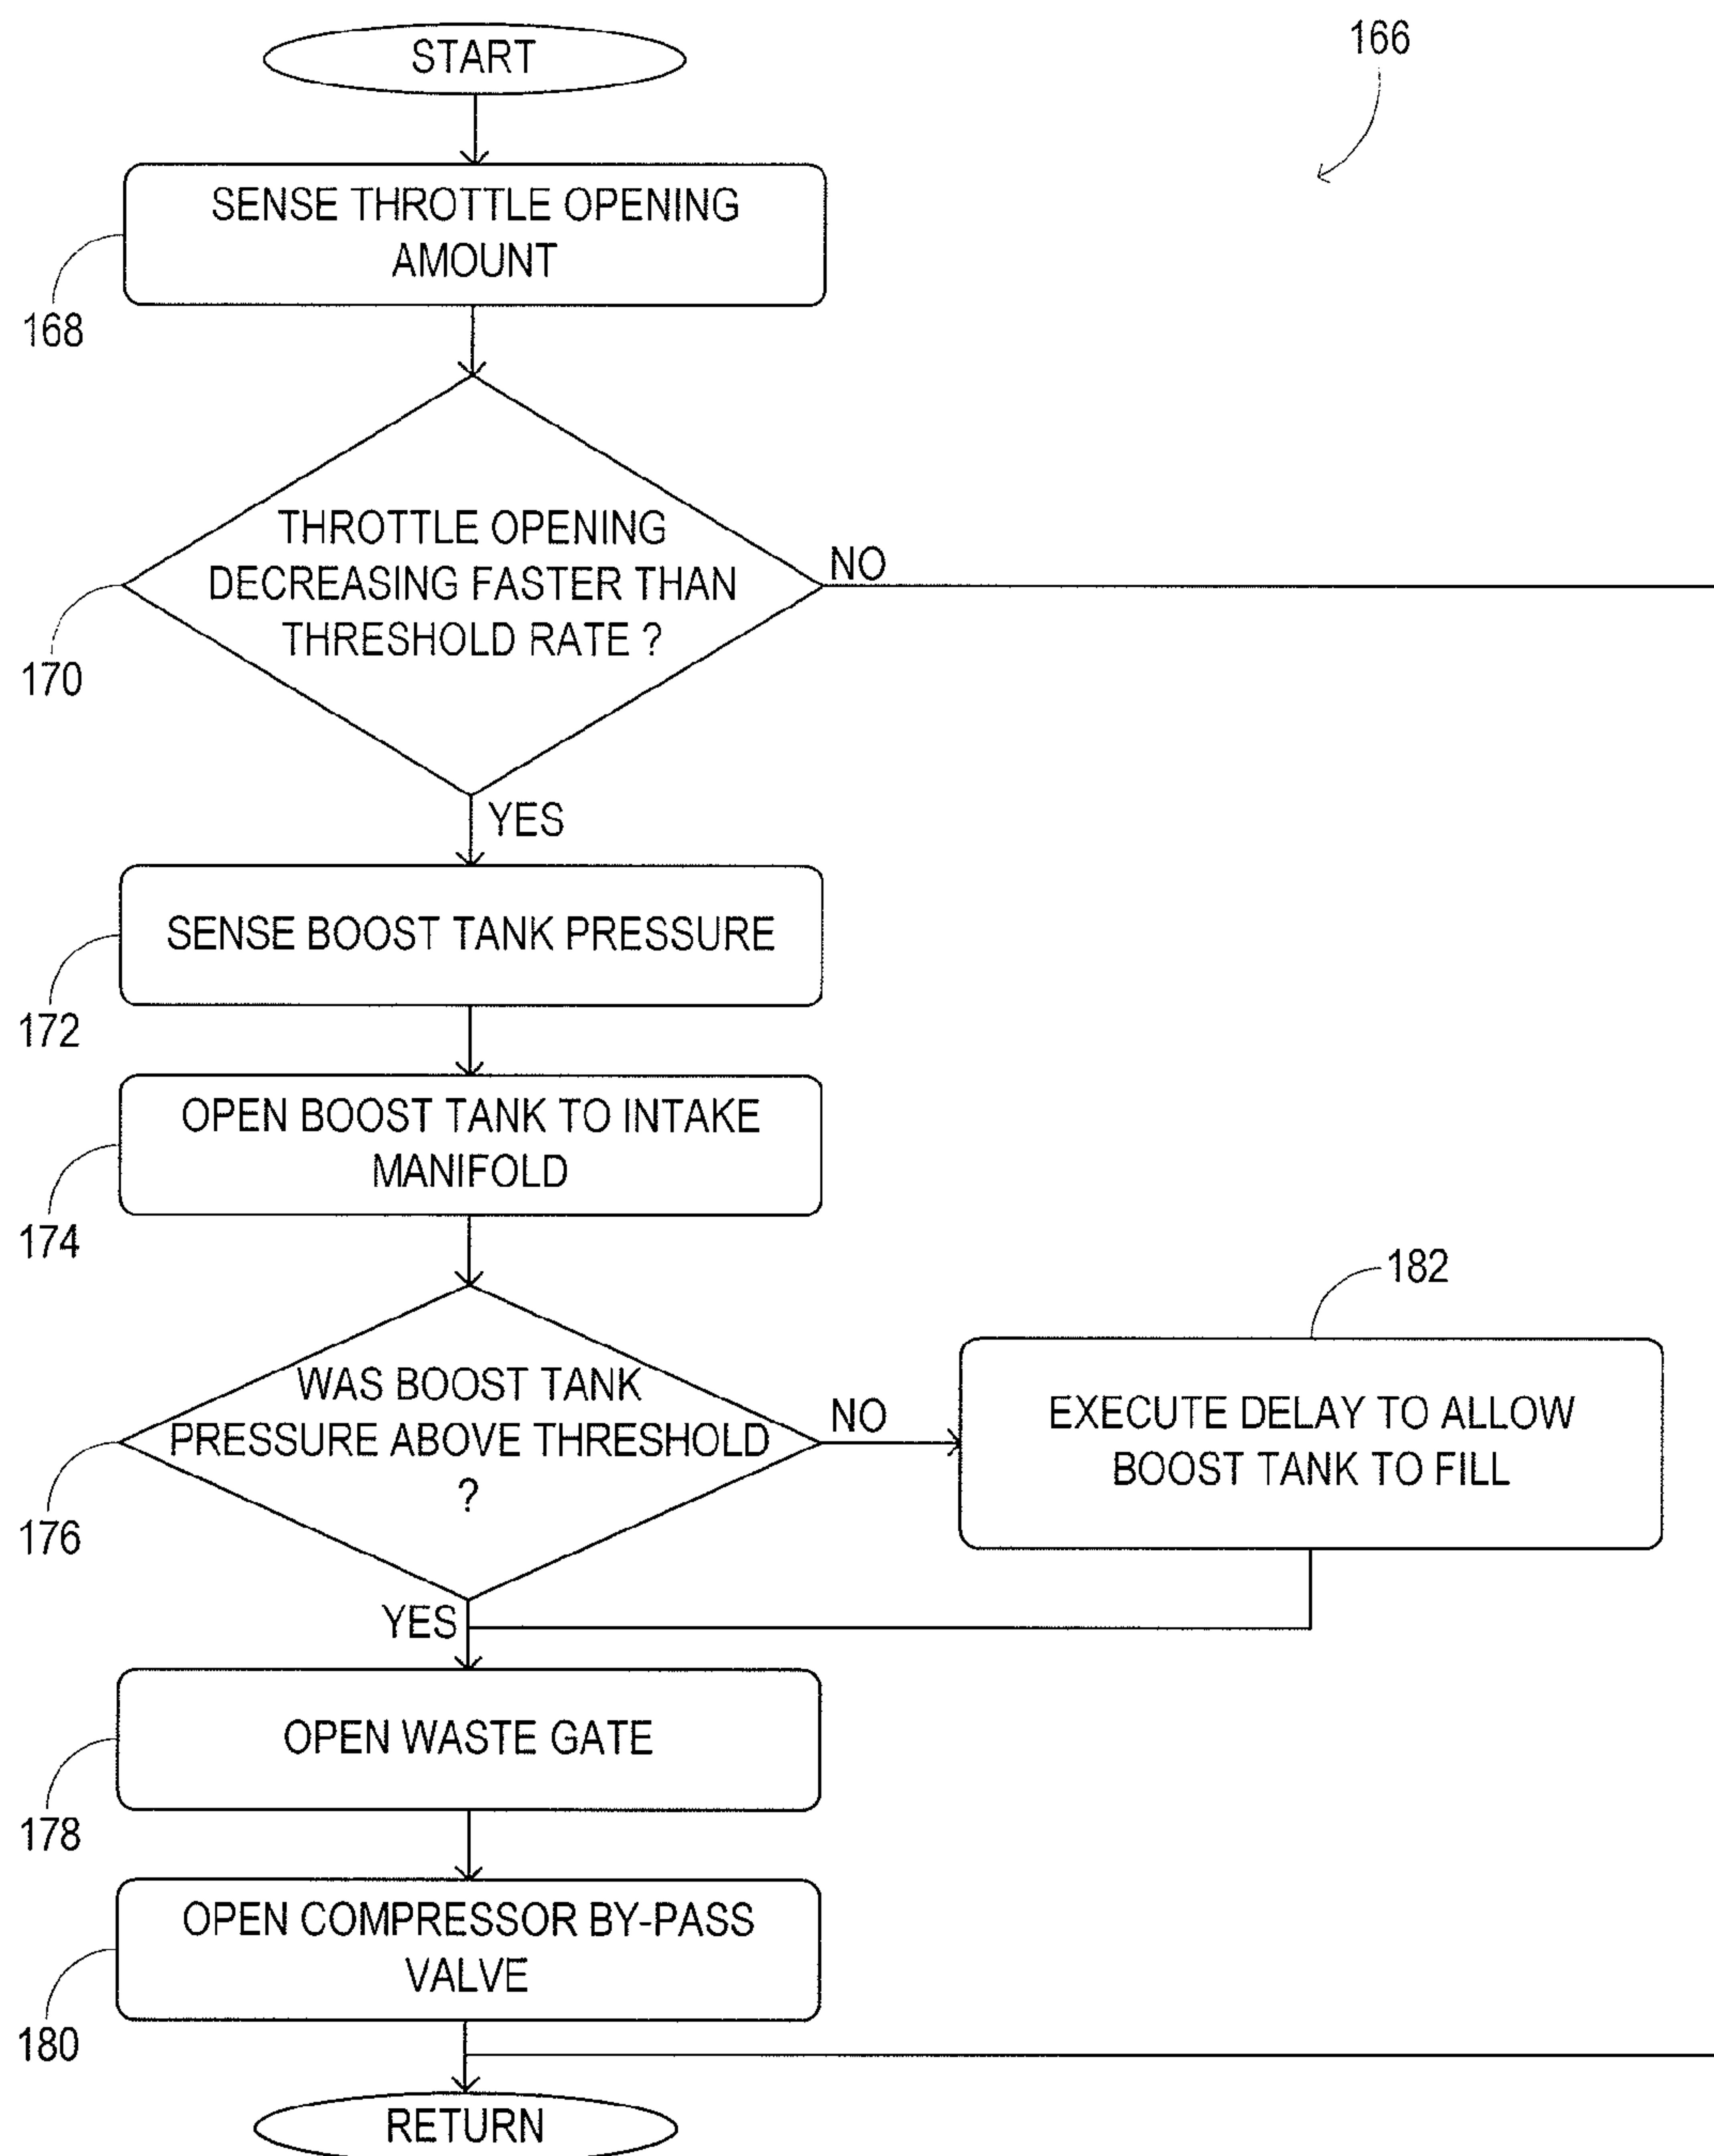 START
166
SENSE THROTTLE OPENING
AMOUNT
168
THROTTLE OPENING
DECREASING FASTER THAN
THRESHOLD RATE ?
NO
170
YES
SENSE BOOST TANK PRESSURE
172
OPEN BOOST TANK TO INTAKE
MANIFOLD
174
182
WAS BOOST TANK
PRESSURE ABOVE THRESHOLD
?
NO
EXECUTE DELAY TO ALLOW
BOOST TANK TO FILL
176
YES
OPEN WASTE GATE
178
OPEN COMPRESSOR BY-PASS
VALVE
180
RETURN